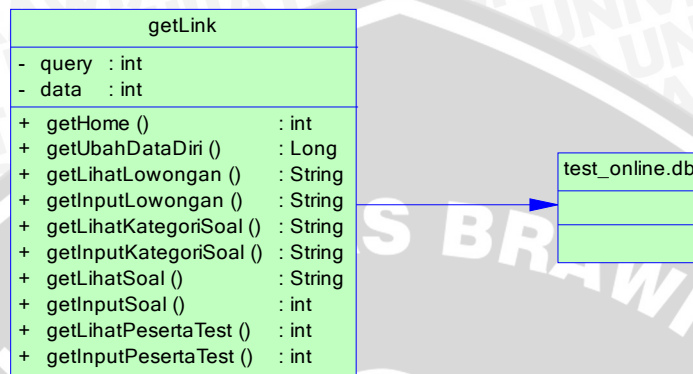 getLink
- query : int
- data : int
+ getHome () : int
+ getUbahDataDiri () : Long
+ getLihatLowongan () : String
+ getInputLowongan () : String
+ getLihatKategoriSoal () : String
+ getInputKategoriSoal () : String
+ getLihatSoal () : String
+ getInputSoal () : int
+ getLihatPesertaTest () : int
+ getInputPesertaTest () : int
test_online.db